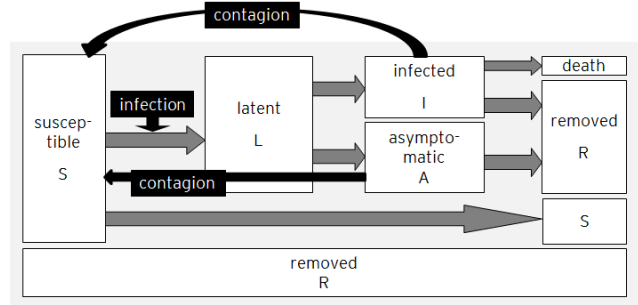 contagion
suscep-
tible
S
infection
latent
L
infected
I
asympto-
matic
A
death
removed
R
contagion
S
removed
R